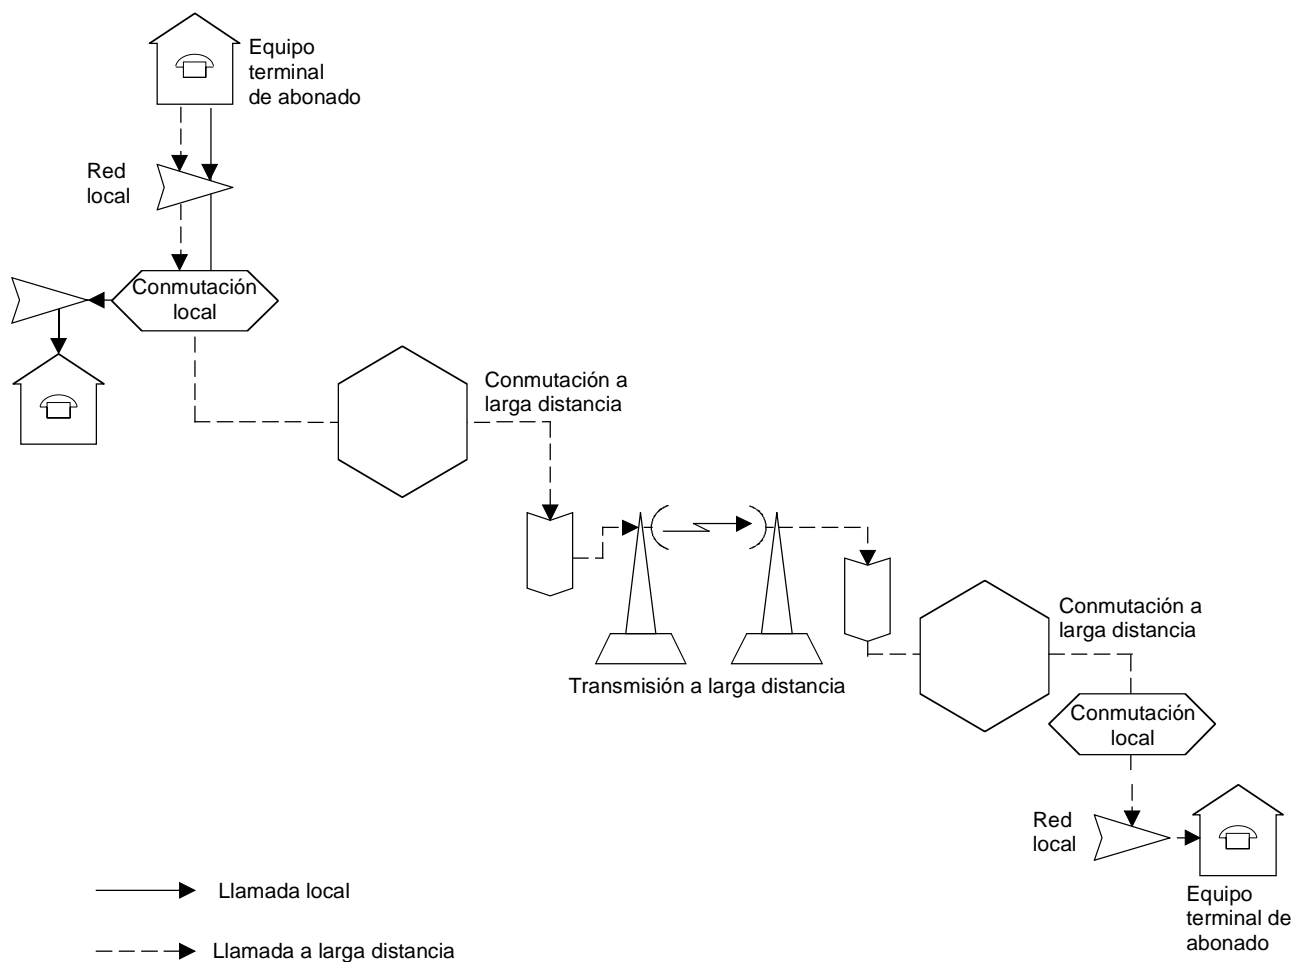 Equipo
terminal
de abonado
Red
local
Conmutación
local
Conmutación a
larga distancia
Transmisión a larga distancia
Conmutación a
larga distancia
Conmutación
local
Red
local
Equipo
terminal de
abonado
Llamada local
Llamada a larga distancia